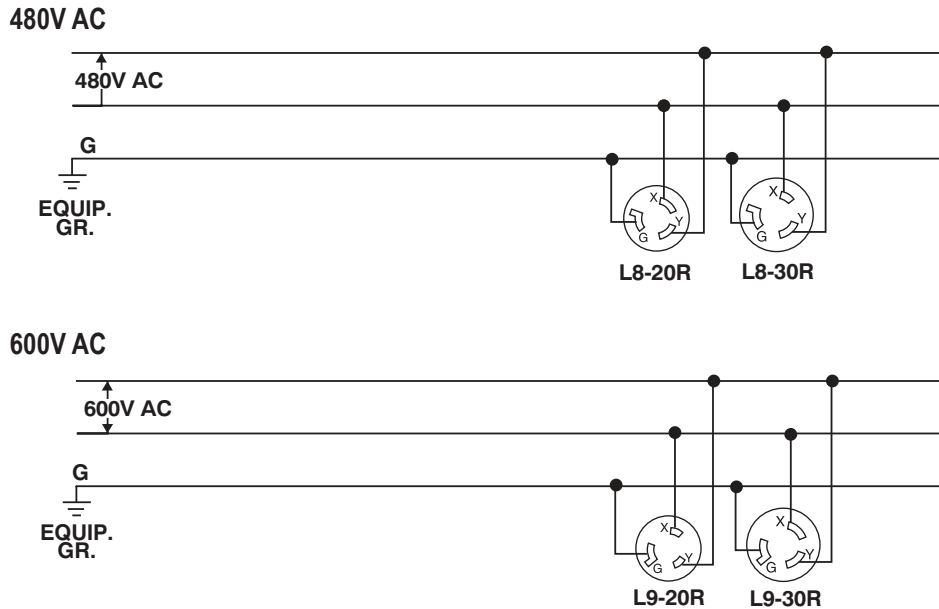 480V AC
480V AC
G
EQUIP.
GR.
X
Y
G
X
Y
G
L8-20R
L8-30R
600V AC
600V AC
G
EQUIP.
GR.
X
Y
G
X
Y
G
L9-20R
L9-30R